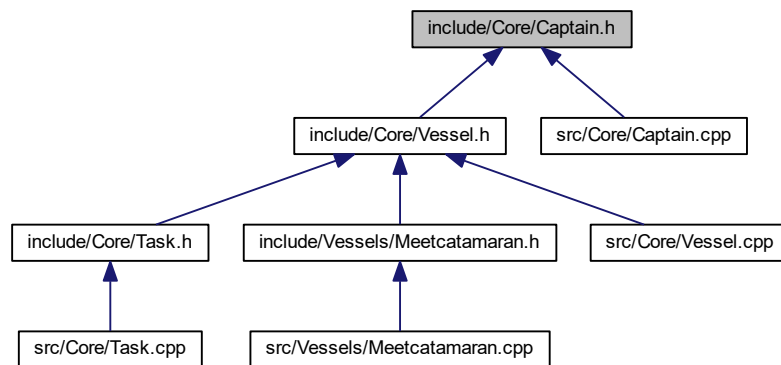 include/Core/Captain.h
include/Core/Vessel.h
src/Core/Captain.cpp
include/Core/Task.h
include/Vessels/Meetcatamaran.h
src/Core/Vessel.cpp
src/Core/Task.cpp
src/Vessels/Meetcatamaran.cpp